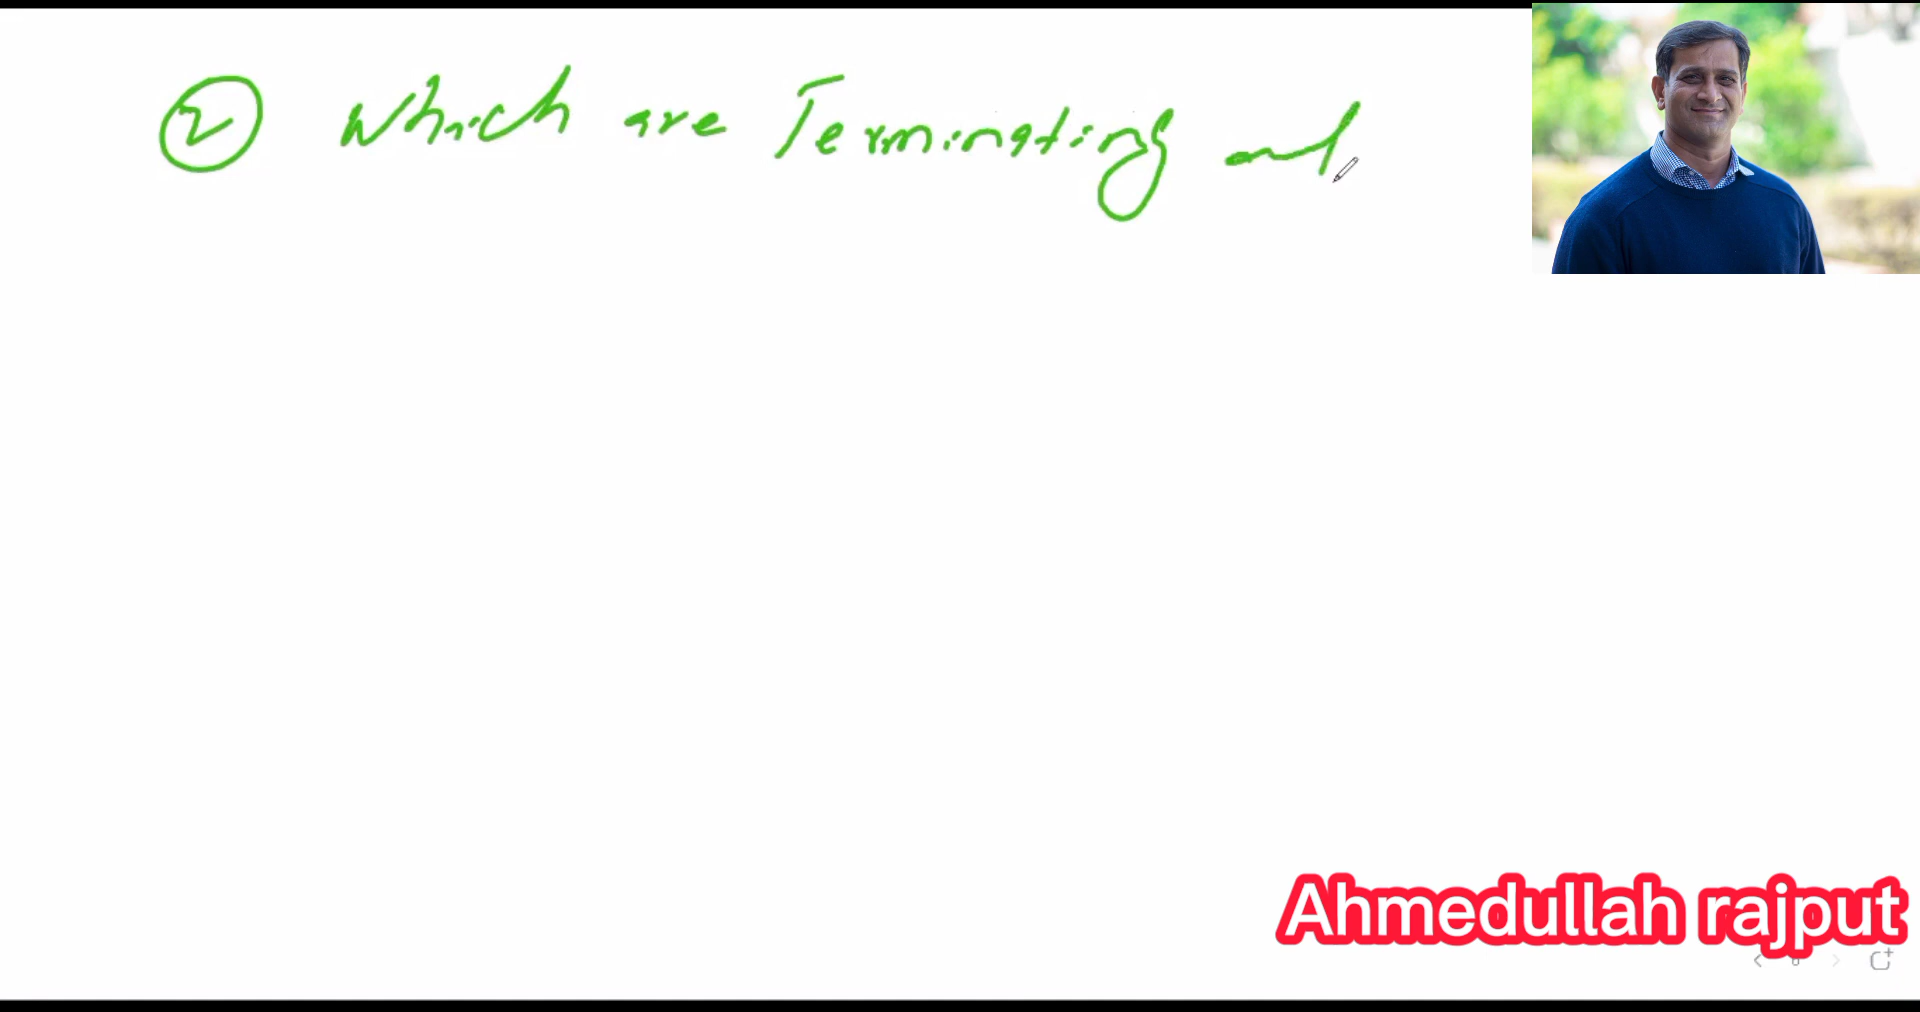 ② Which are Terminating and
Ahmedullah rajput